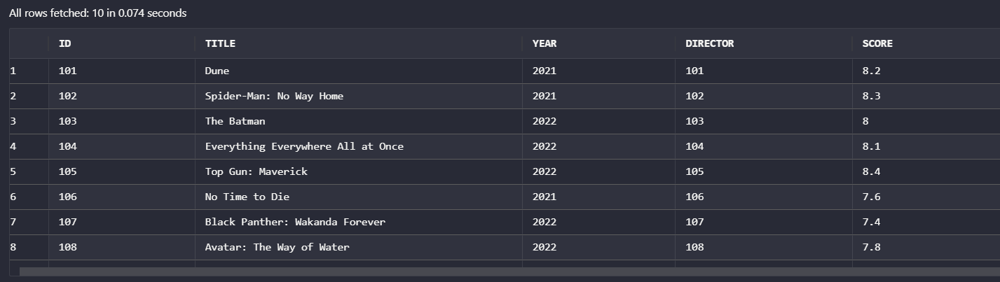 All rows fetched: 10 in 0.074 seconds
ID TITLE YEAR DIRECTOR SCORE
1 101 Dune 2021 101 8.2
2 102 Spider-Man: No Way Home 2021 102 8.3
3 103 The Batman 2022 103 8
4 104 Everything Everywhere All at Once 2022 104 8.1
5 105 Top Gun: Maverick 2022 105 8.4
6 106 No Time to Die 2021 106 7.6
7 107 Black Panther: Wakanda Forever 2022 107 7.4
8 108 Avatar: The Way of Water 2022 108 7.8